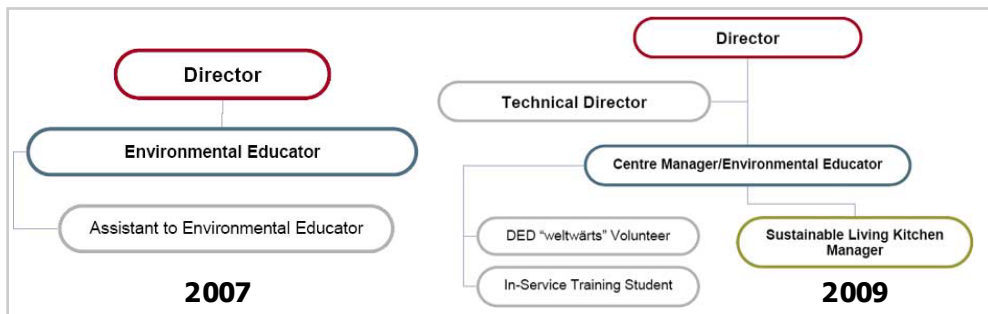 Director
Environmental Educator
Assistant to Environmental Educator
2007
Director
Technical Director
Centre Manager/Environmental Educator
DED "weltwärts" Volunteer
In-Service Training Student
Sustainable Living Kitchen
Manager
2009